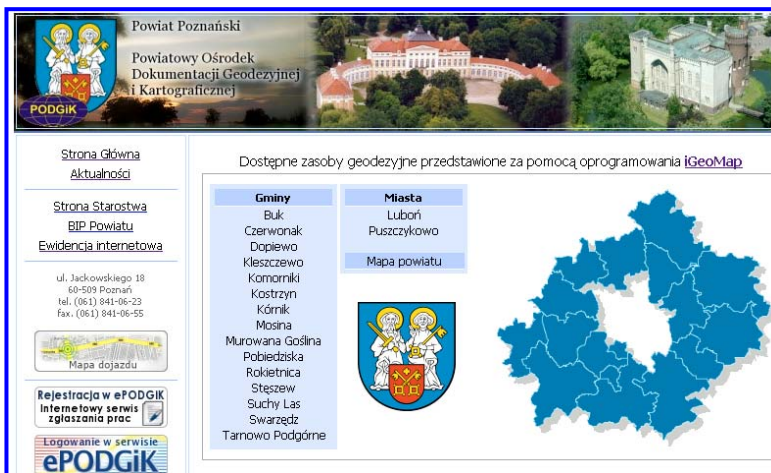 Powiat Poznański
Powiatowy Ośrodek
Dokumentacji Geodezyjnej
i Kartograficznej
PODGiK
Strona Główna
Aktualności
Strona Starostwa
BIP Powiatu
Ewidencja internetowa
ul. Jackowskiego 18
60-509 Poznań
tel. (061) 841-06-23
fax. (061) 841-06-55
Mapa dojazdu
Rejestracja w ePODGIK
Internetowy serwis
zgłaszania prac
Logowanie w serwisie
ePODGiK
Dostępne zasoby geodezyjne przedstawione za pomocą oprogramowania iGeoMap
Gminy
Buk
Czerwonak
Dopiewo
Kleszczewo
Komorniki
Kostrzyn
Kórnik
Mosina
Murowana Goślina
Pobiedziska
Rokietnica
Stęszew
Suchy Las
Swarzędz
Tarnowo Podgórne
Miasta
Luboń
Puszczykowo
Mapa powiatu